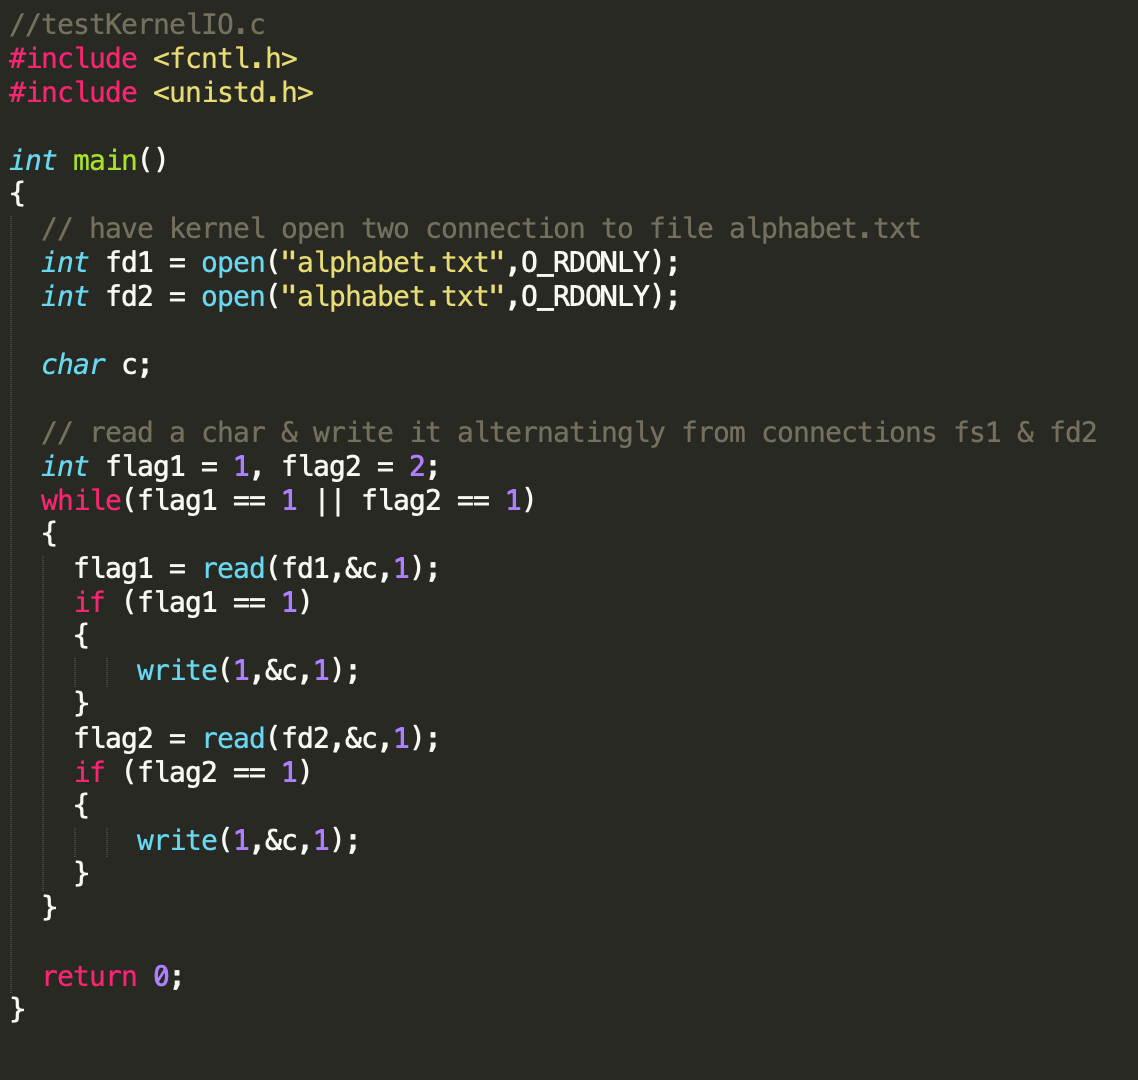 //testKernelIO.c
#include <fcntl.h>
#include <unistd.h>

int main()
{
  // have kernel open two connection to file alphabet.txt
  int fd1 = open("alphabet.txt",O_RDONLY);
  int fd2 = open("alphabet.txt",O_RDONLY);

  char c;

  // read a char & write it alternatingly from connections fs1 & fd2
  int flag1 = 1, flag2 = 2;
  while(flag1 == 1 || flag2 == 1)
  {
    flag1 = read(fd1,&c,1);
    if (flag1 == 1)
    {
        write(1,&c,1);
    }
    flag2 = read(fd2,&c,1);
    if (flag2 == 1)
    {
        write(1,&c,1);
    }
  }

  return 0;
}